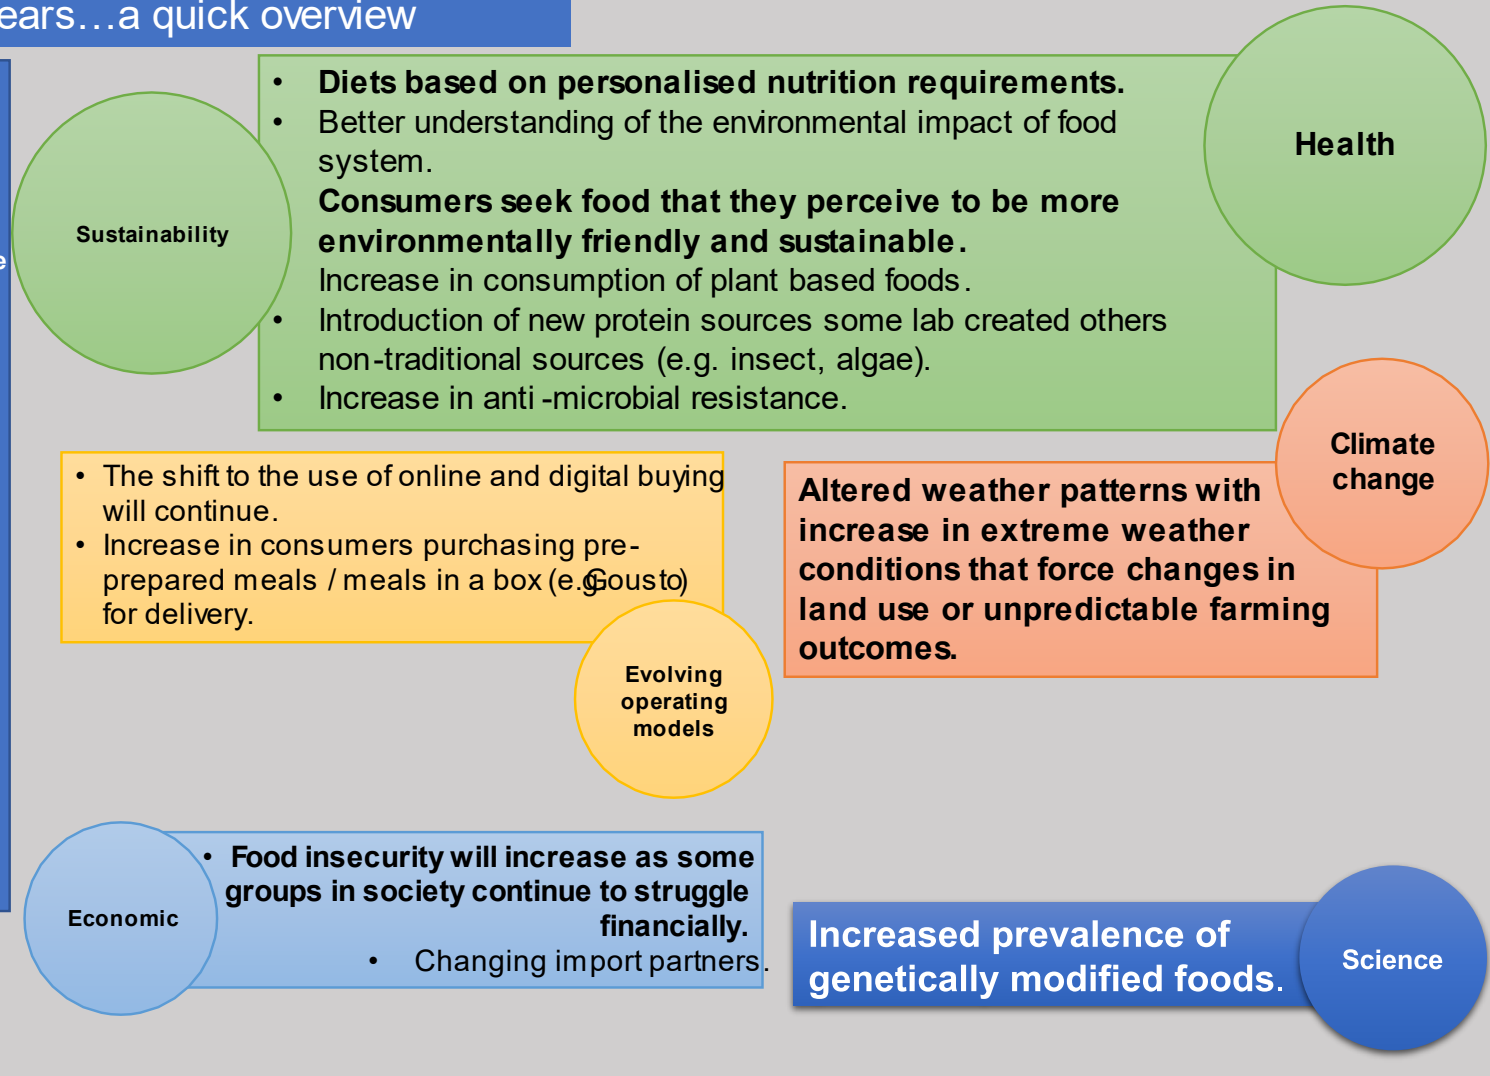 ears…a quick overview
e
Sustainability
• Diets based on personalised nutrition requirements.
• Better understanding of the environmental impact of food
system.
Consumers seek food that they perceive to be more
environmentally friendly and sustainable.
Increase in consumption of plant based foods.
• Introduction of new protein sources some lab created others
non-traditional sources (e.g. insect, algae).
• Increase in anti-microbial resistance.
Health
• The shift to the use of online and digital buying
will continue.
• Increase in consumers purchasing pre-
prepared meals / meals in a box (e.g. Gousto)
for delivery.
Evolving
operating
models
Climate
change
Altered weather patterns with
increase in extreme weather
conditions that force changes in
land use or unpredictable farming
outcomes.
Economic
• Food insecurity will increase as some
groups in society continue to struggle
financially.
• Changing import partners.
Increased prevalence of
genetically modified foods.
Science